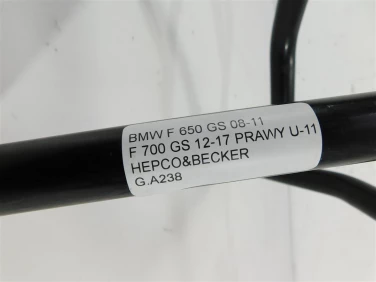 BMW F 650 GS 08-11
F 700 GS 12-17 PRAWY U-11
HEPCO&BECKER
G.A238